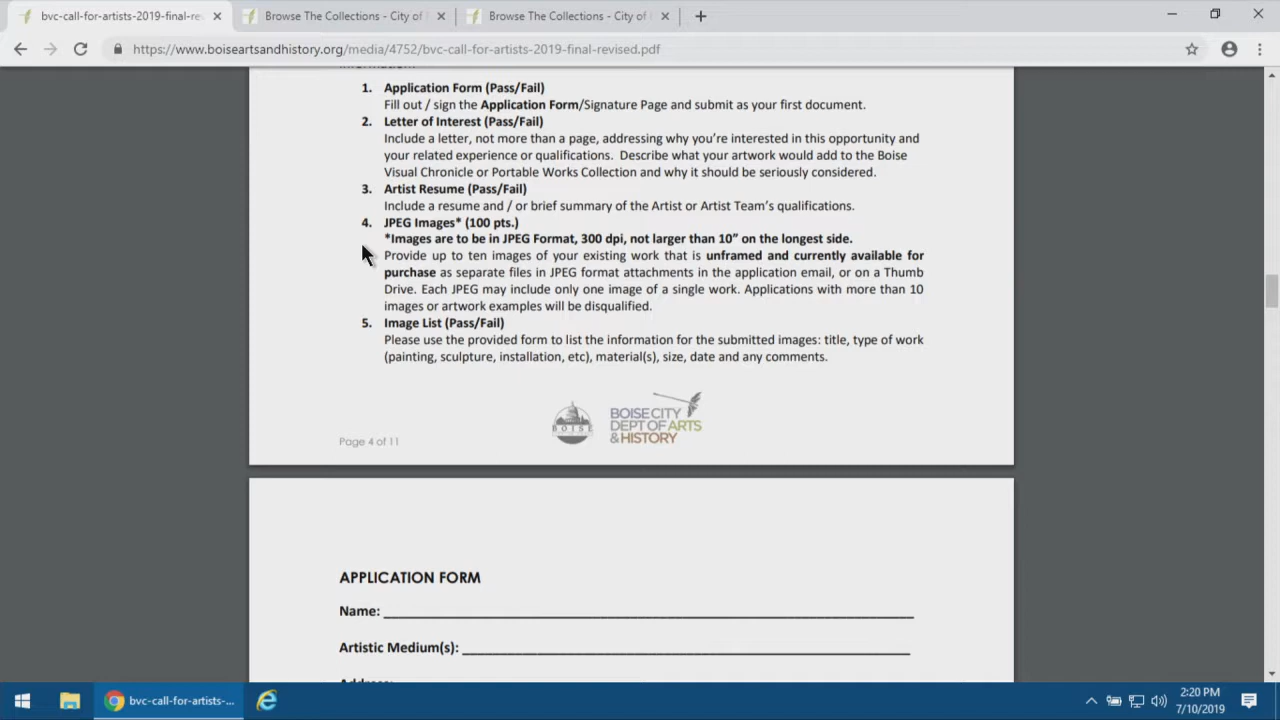 bvc-call-for-artists-2019-final-rev
Browse The Collections - City of
Browse The Collections - City of
https://www.boiseartsandhistory.org/media/4752/bvc-call-for-artists-2019-final-revised.pdf
1. Application Form (Pass/Fail)
Fill out / sign the Application Form/Signature Page and submit as your first document.
2. Letter of Interest (Pass/Fail)
Include a letter, not more than a page, addressing why you're interested in this opportunity and
your related experience or qualifications. Describe what your artwork would add to the Boise
Visual Chronicle or Portable Works Collection and why it should be seriously considered.
3. Artist Resume (Pass/Fail)
Include a resume and / or brief summary of the Artist or Artist Team's qualifications.
4. JPEG Images* (100 pts.)
*Images are to be in JPEG Format, 300 dpi, not larger than 10” on the longest side.
Provide up to ten images of your existing work that is unframed and currently available for
purchase as separate files in JPEG format attachments in the application email, or on a Thumb
Drive. Each JPEG may include only one image of a single work. Applications with more than 10
images or artwork examples will be disqualified.
5. Image List (Pass/Fail)
Please use the provided form to list the information for the submitted images: title, type of work
(painting, sculpture, installation, etc), material(s), size, date and any comments.
BOISE
BOISE CITY
DEPT OF ARTS
& HISTORY
Page 4 of 11
APPLICATION FORM
Name:
Artistic Medium(s):
bvc-call-for-artists-...
2:20 PM
7/10/2019